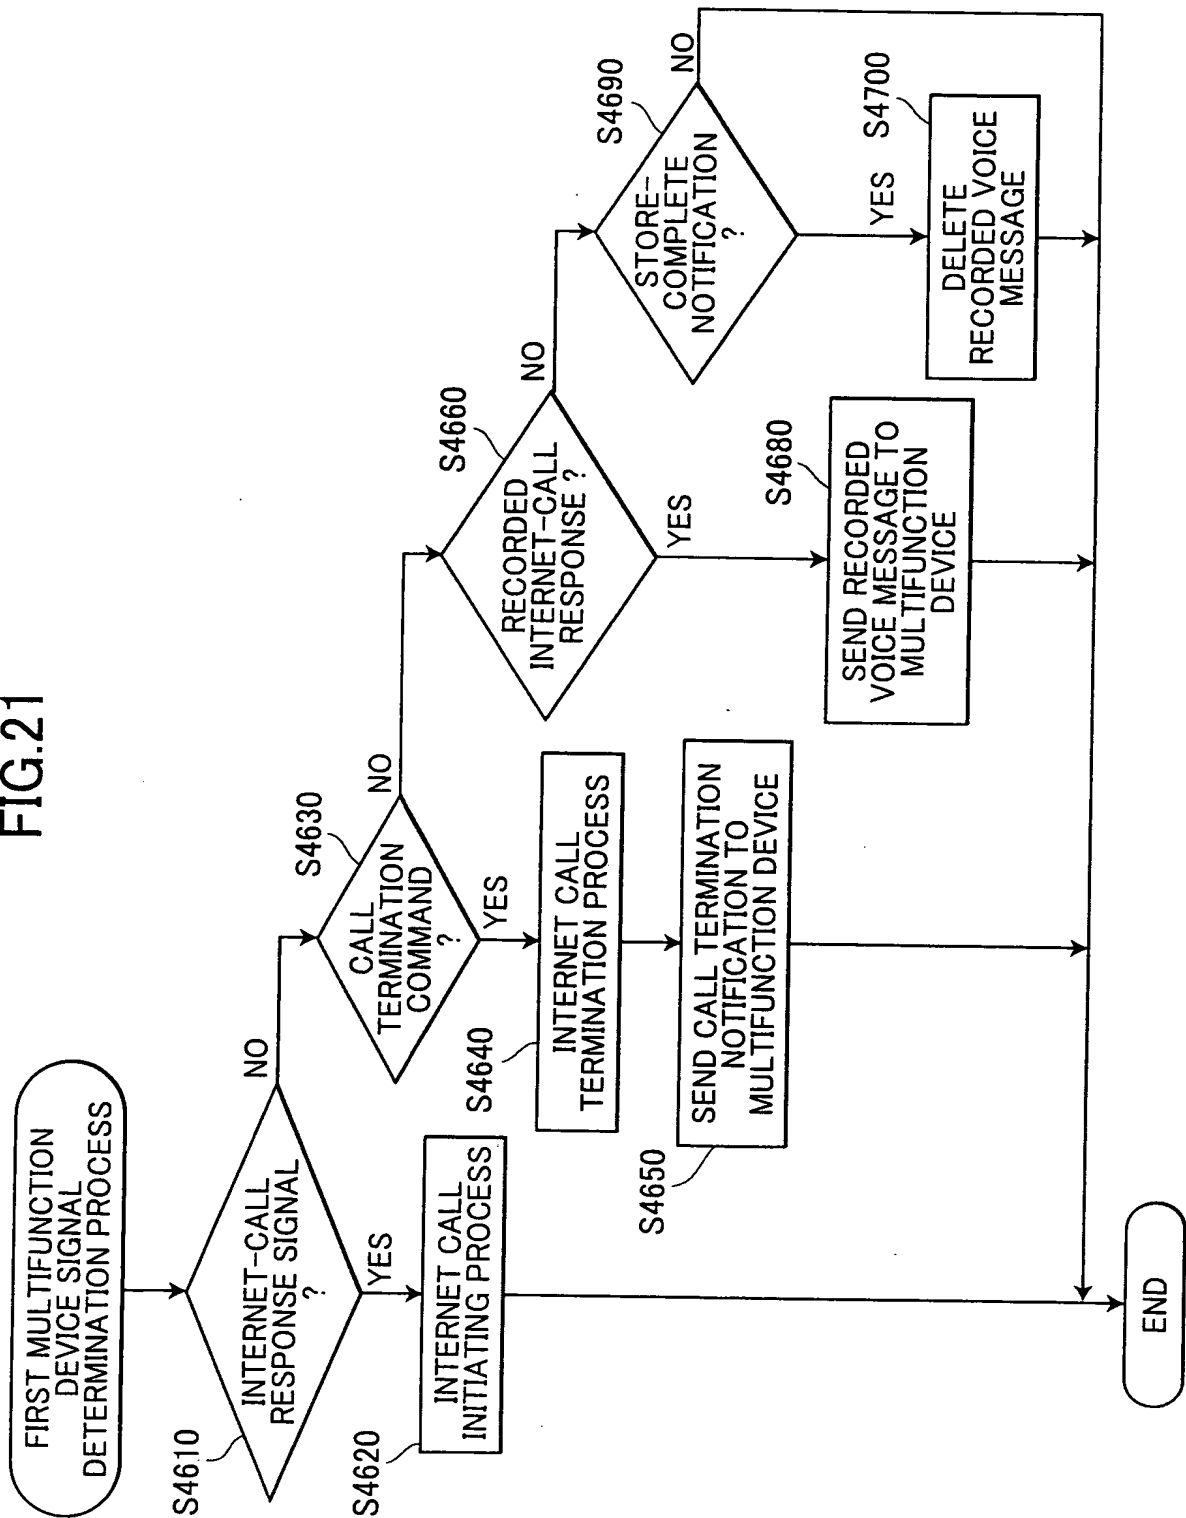 FIG.21
FIRST MULTIFUNCTION
DEVICE SIGNAL
DETERMINATION PROCESS
S4610
INTERNET-CALL
RESPONSE SIGNAL
?
NO
YES
S4620
INTERNET CALL
INITIATING PROCESS
S4630
CALL
TERMINATION
COMMAND
?
NO
YES
S4640
INTERNET CALL
TERMINATION PROCESS
S4650
SEND CALL TERMINATION
NOTIFICATION TO
MULTIFUNCTION DEVICE
S4660
RECORDED
INTERNET-CALL
RESPONSE ?
NO
YES
S4680
SEND RECORDED
VOICE MESSAGE TO
MULTIFUNCTION
DEVICE
S4690
STORE-
COMPLETE
NOTIFICATION
?
NO
YES
S4700
DELETE
RECORDED VOICE
MESSAGE
END